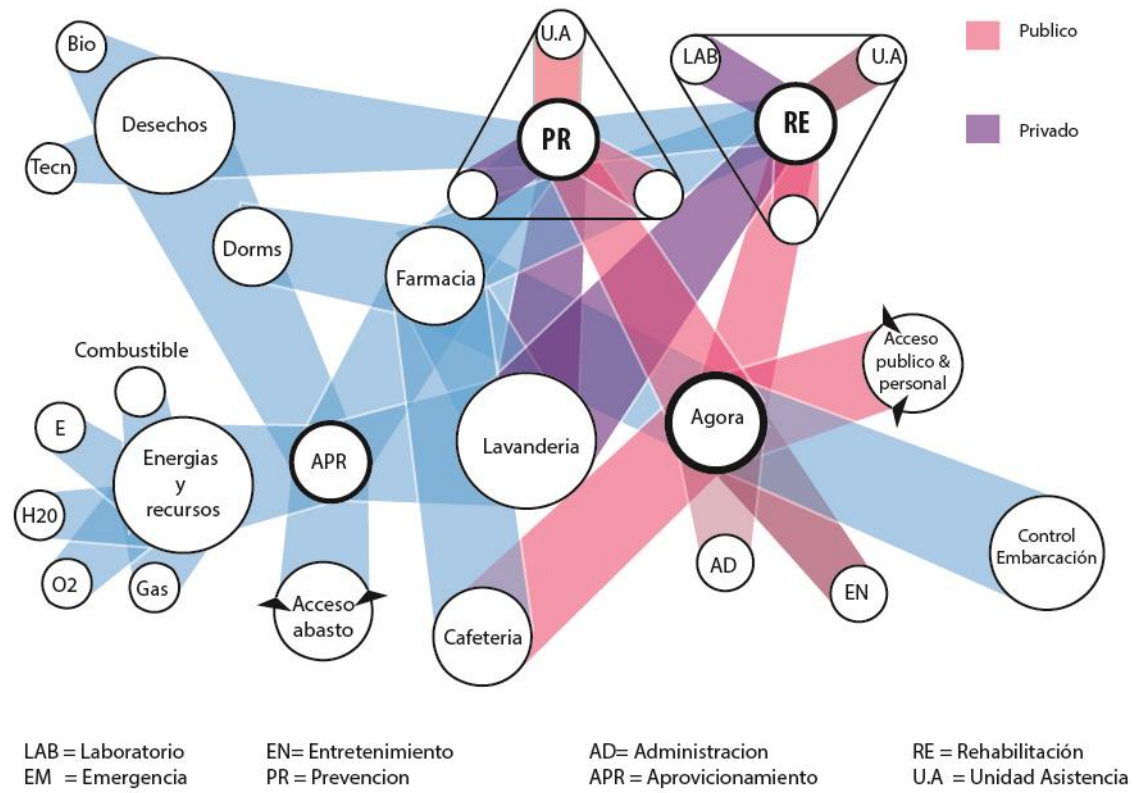 Bio
Desechos
Tecn
U.A
PR
LAB
U.A
RE
Publico
Privado
Dorms
Farmacia
Combustible
E
Energias
y
recursos
H20
O2
Gas
APR
Acceso
abasto
Lavanderia
Cafeteria
Agora
Acceso
publico &
personal
AD
EN
Control
Embarcación
LAB = Laboratorio
EM = Emergencia
EN= Entretenimiento
PR = Prevencion
AD= Administracion
APR = Aprovicionamiento
RE = Rehabilitación
U.A = Unidad Asistencia